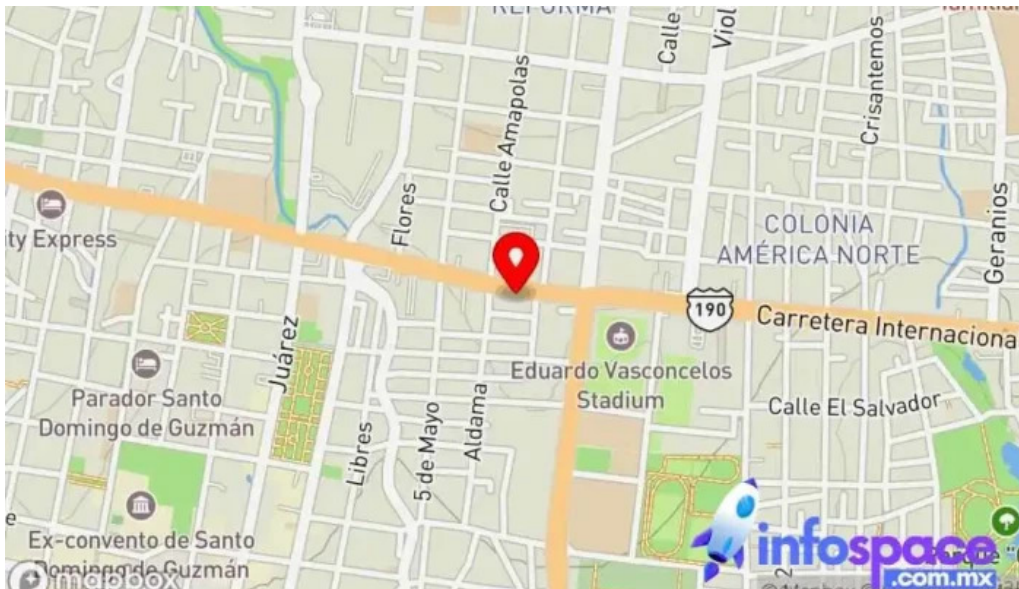 REFORMA
Calle Amapolas
Calle
Viol
Crisantemos
Flores
COLONIA
AMÉRICA NORTE
Geranios
ty Express
190
Carretera Internaciona
Juárez
Eduardo Vasconcelos
Stadium
Parador Santo
Domingo de Guzmán
Calle El Salvador
Libres
5 de Mayo
Aldama
Ex-convento de Santo
Domingo de Guzmán
mapbox
infospace
.com.mx